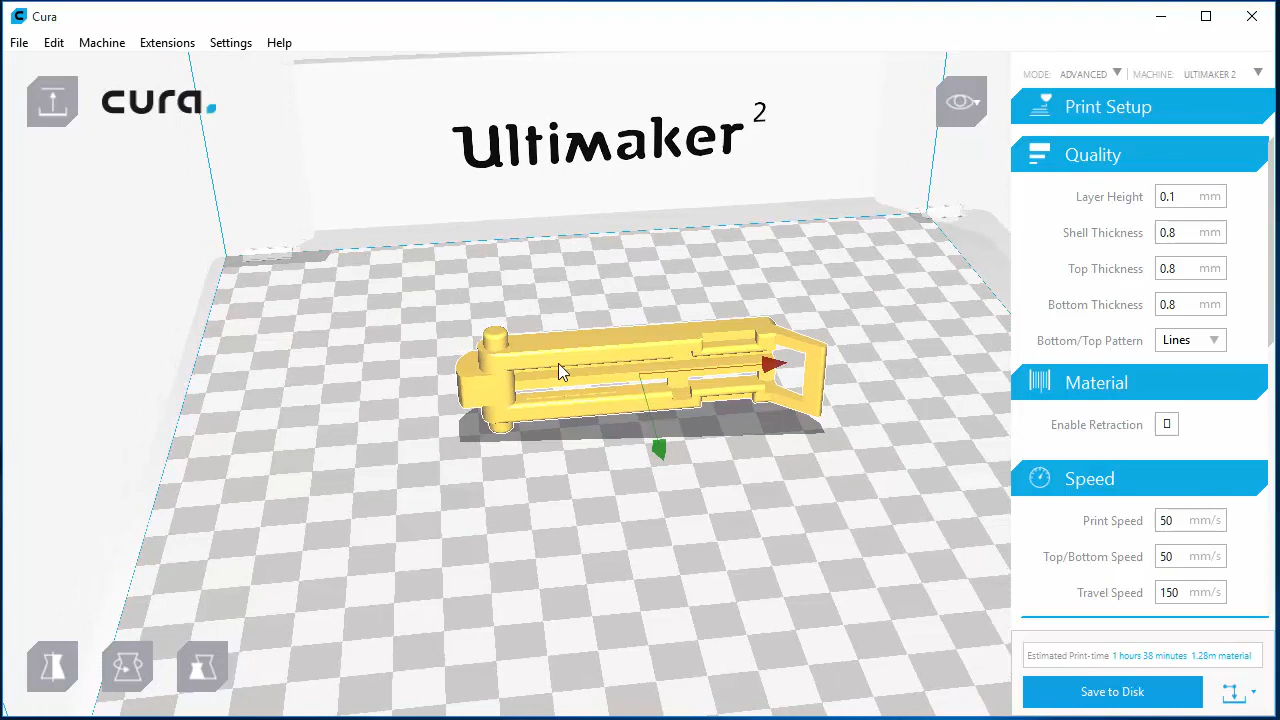 Cura
File Edit Machine Extensions Settings Help
MODE: ADVANCED MACHINE: ULTIMAKER 2
cura.
Ultimaker 2
Print Setup
Quality
Layer Height 0.1 mm
Shell Thickness 0.8 mm
Top Thickness 0.8 mm
Bottom Thickness 0.8 mm
Bottom/Top Pattern Lines
Material
Enable Retraction
Speed
Print Speed 50 mm/s
Top/Bottom Speed 50 mm/s
Travel Speed 150 mm/s
Estimated Print-time 1 hours 38 minutes 1.28m material
Save to Disk